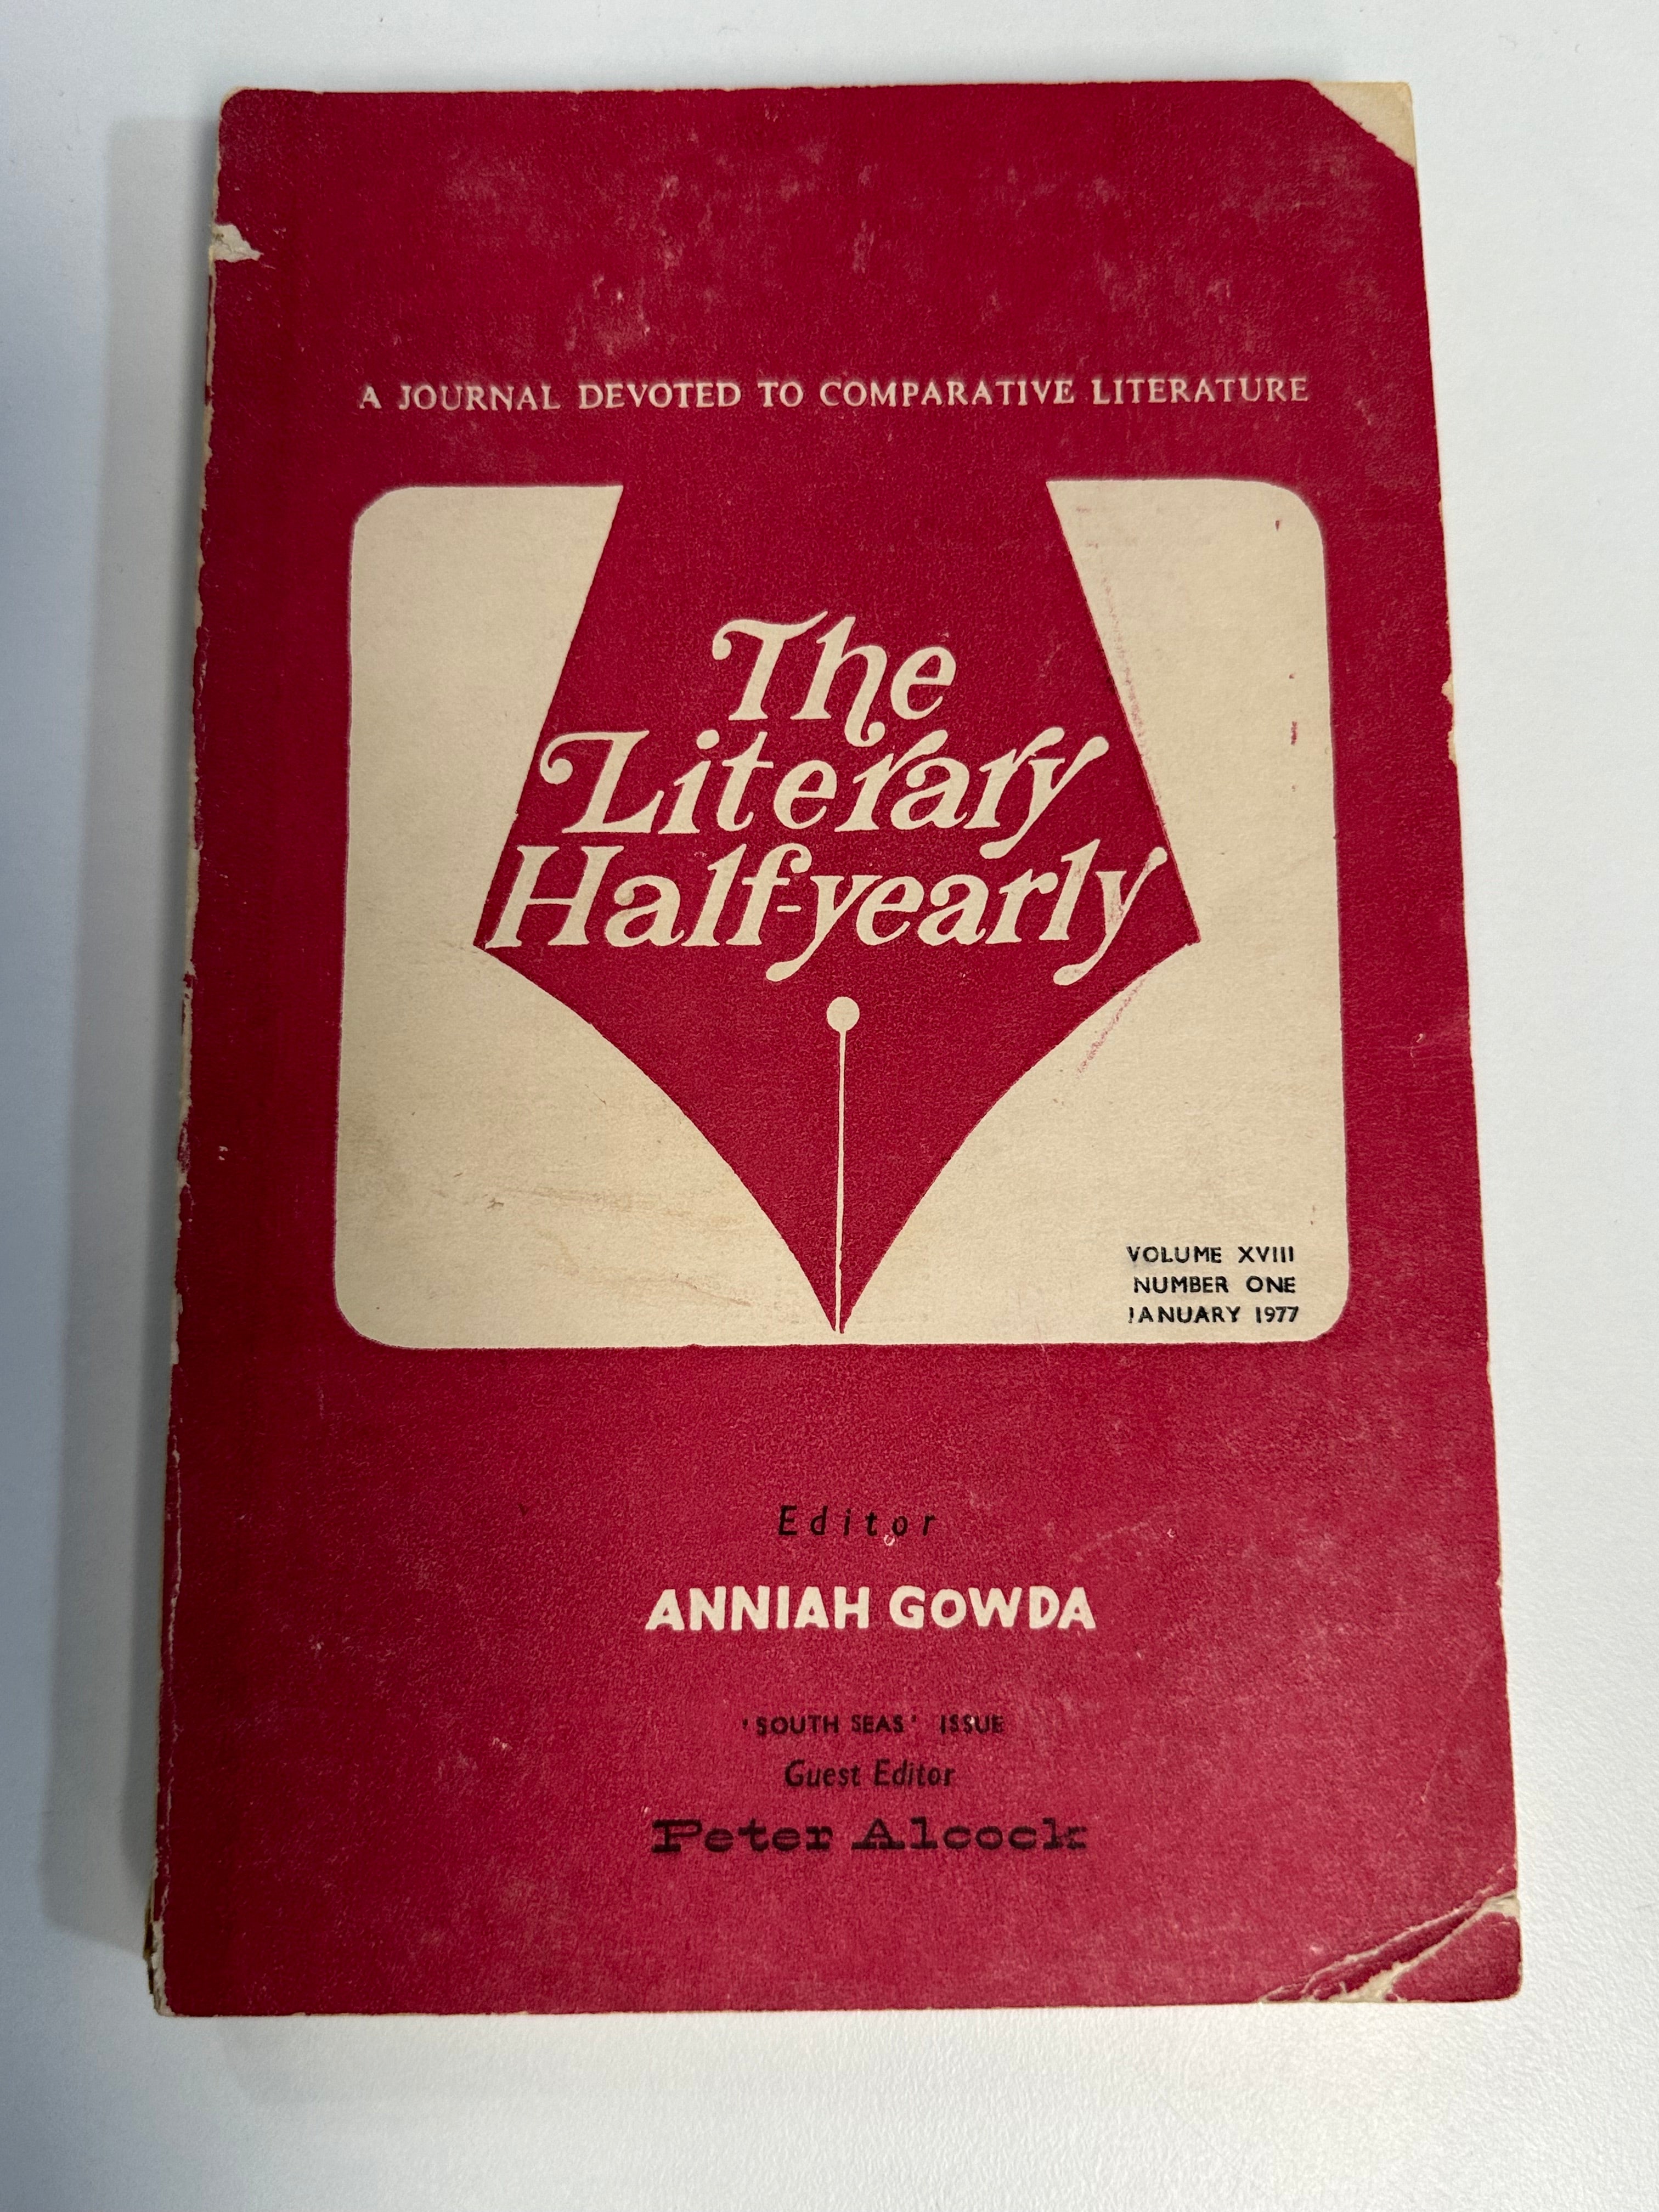 A JOURNAL DEVOTED TO COMPARATIVE LITERATURE
The
Literary
Half-yearly
VOLUME XVIII
NUMBER ONE
JANUARY 1977
Editor
ANNIAH GOWDA
'SOUTH SEAS' ISSUE
Guest Editor
Peter Alcock